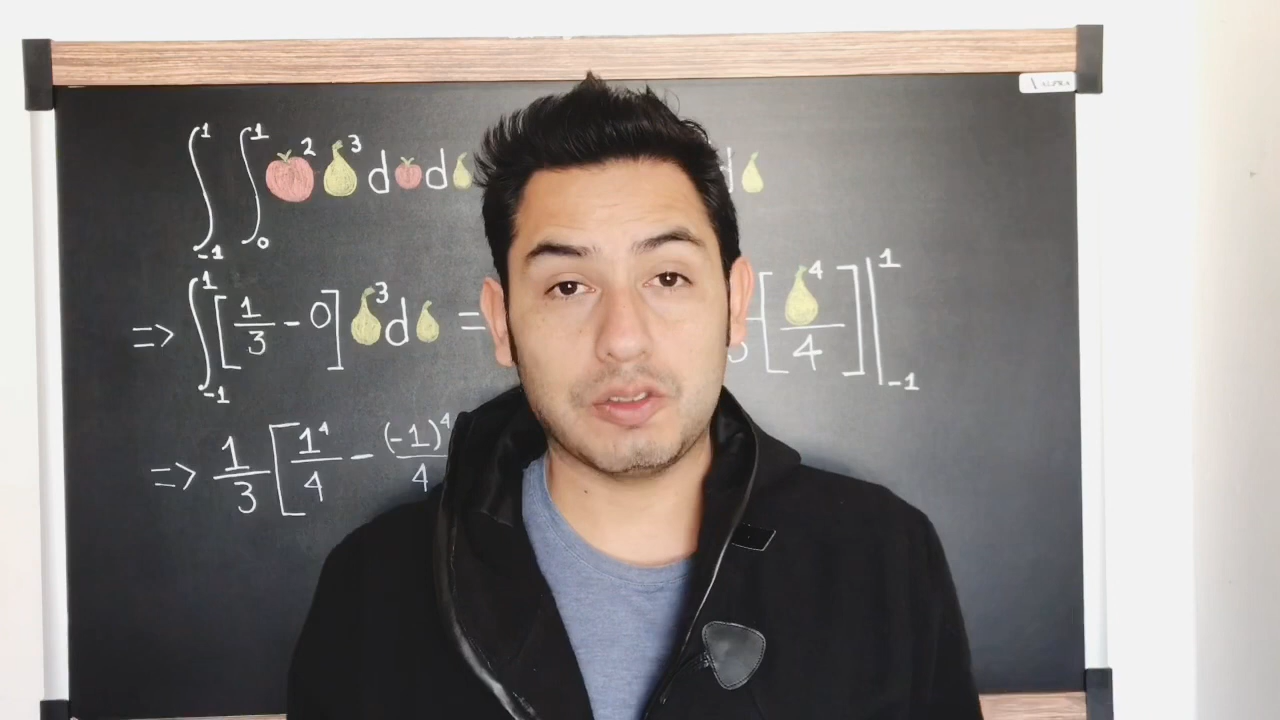 ∫₋₁¹ ∫₀¹ 🍎² 🍐³ d🍎d🍐 d🍐
=> ∫₋₁¹ [1/3 - 0] 🍐³ d🍐 = [🍐⁴/4] |₋₁¹
=> 1/3 [1⁴/4 - (-1)⁴/4